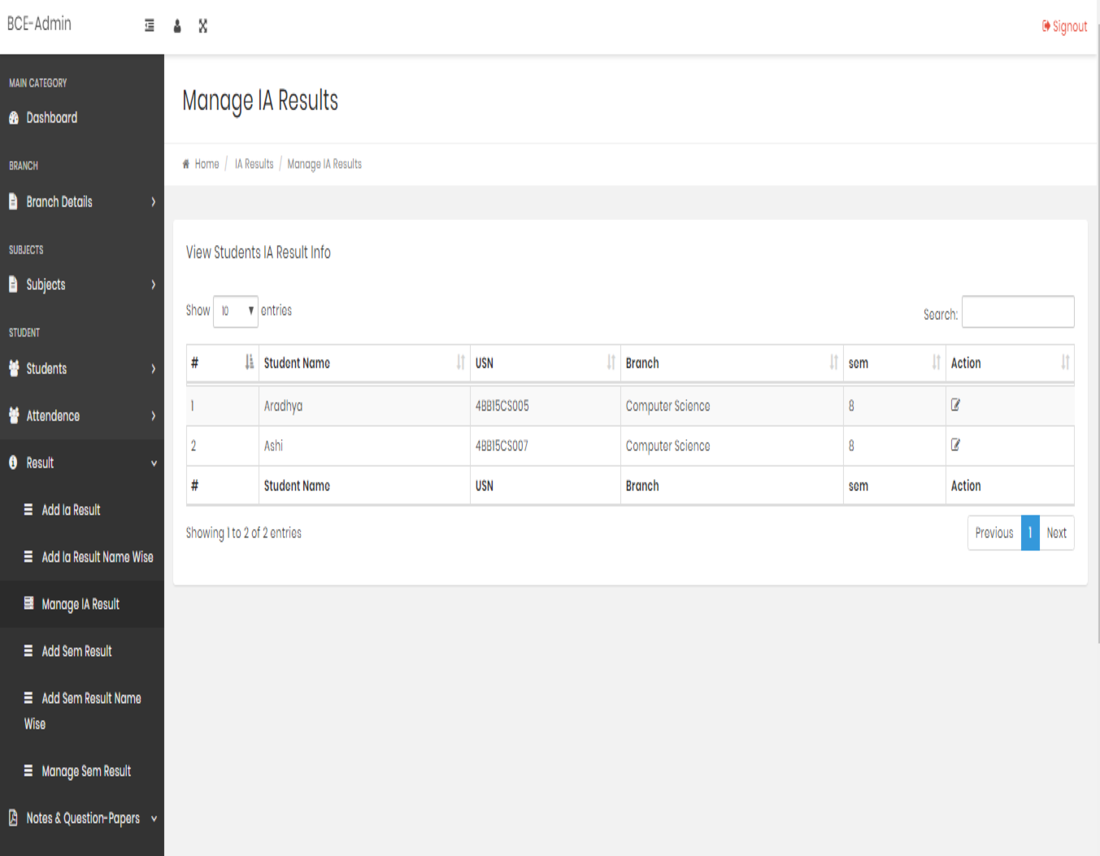 BCE-Admin
Signout
MAIN CATEGORY
Dashboard
BRANCH
Branch Details
SUBJECTS
Subjects
STUDENT
Students
Attendence
Result
Add Ia Result
Add Ia Result Name Wise
Manage IA Result
Add Sem Result
Add Sem Result Name
Wise
Manage Sem Result
Notes & Question-Papers
Manage IA Results
Home / IA Results / Manage IA Results
View Students IA Result Info
Show 10 entries
Search:
# Student Name USN Branch sem Action
1 Aradhya 4BB15CS005 Computer Science 8
2 Ashi 4BB15CS007 Computer Science 8
# Student Name USN Branch sem Action
Showing 1 to 2 of 2 entries
Previous 1 Next